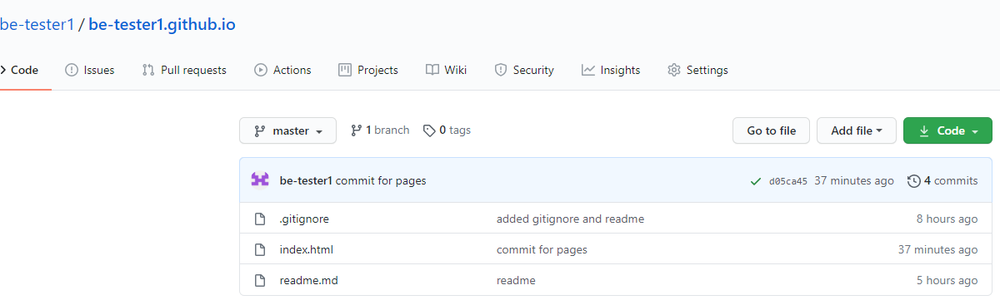 be-tester1 / be-tester1.github.io
Code Issues Pull requests Actions Projects Wiki Security Insights Settings
master 1 branch 0 tags Go to file Add file Code
be-tester1 commit for pages d05ca45 37 minutes ago 4 commits
.gitignore added gitignore and readme 8 hours ago
index.html commit for pages 37 minutes ago
readme.md readme 5 hours ago